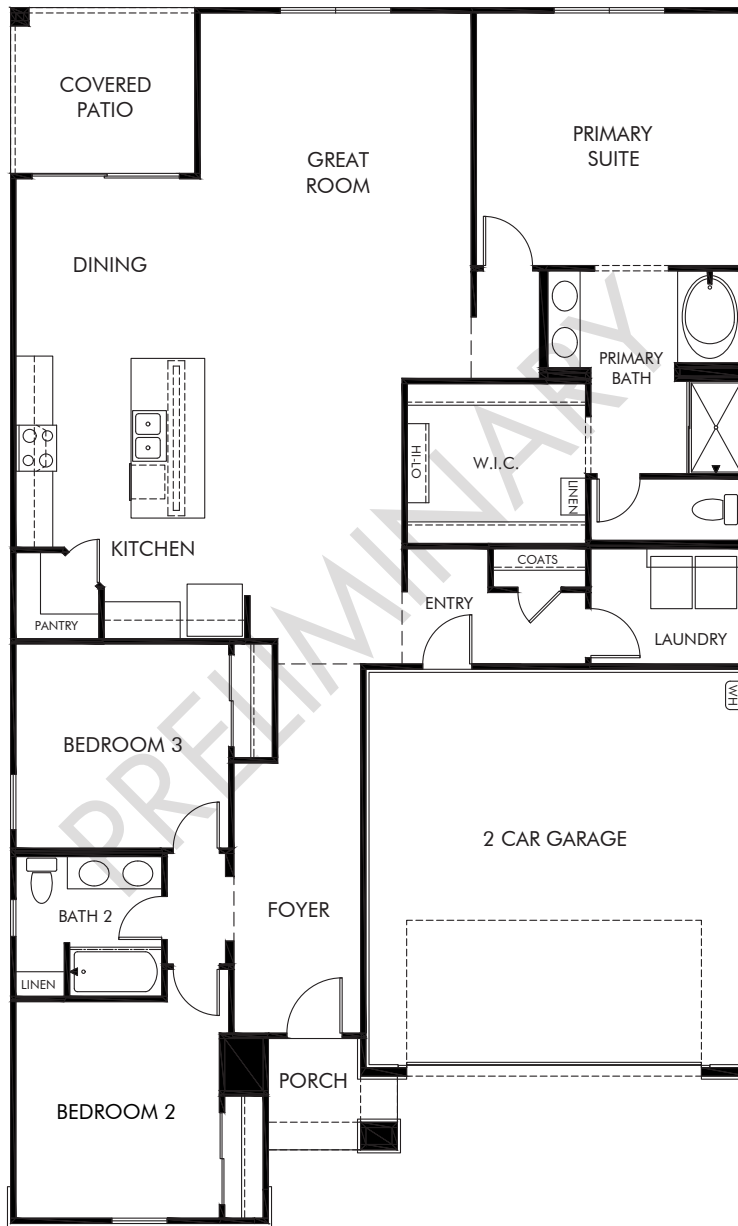 COVERED
PATIO
GREAT
ROOM
PRIMARY
SUITE
DINING
PRIMARY
BATH
HI-LO
W.I.C.
LINEN
KITCHEN
COATS
PANTRY
ENTRY
LAUNDRY
WH
BEDROOM 3
2 CAR GARAGE
BATH 2
FOYER
LINEN
PORCH
BEDROOM 2
PRELIMINARY